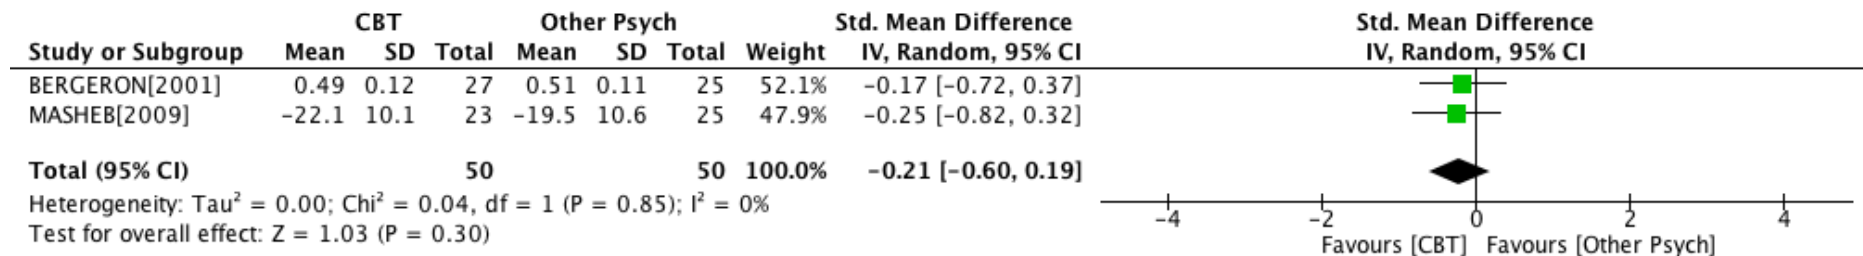 CBT Other Psych Std. Mean Difference Std. Mean Difference
Study or Subgroup Mean SD Total Mean SD Total Weight IV, Random, 95% CI IV, Random, 95% CI
BERGERON[2001] 0.49 0.12 27 0.51 0.11 25 52.1% −0.17 [−0.72, 0.37]
MASHEB[2009] −22.1 10.1 23 −19.5 10.6 25 47.9% −0.25 [−0.82, 0.32]
Total (95% CI) 50 50 100.0% −0.21 [−0.60, 0.19]
Heterogeneity: Tau² = 0.00; Chi² = 0.04, df = 1 (P = 0.85); I² = 0%
Test for overall effect: Z = 1.03 (P = 0.30)
−4 −2 0 2 4
Favours [CBT] Favours [Other Psych]